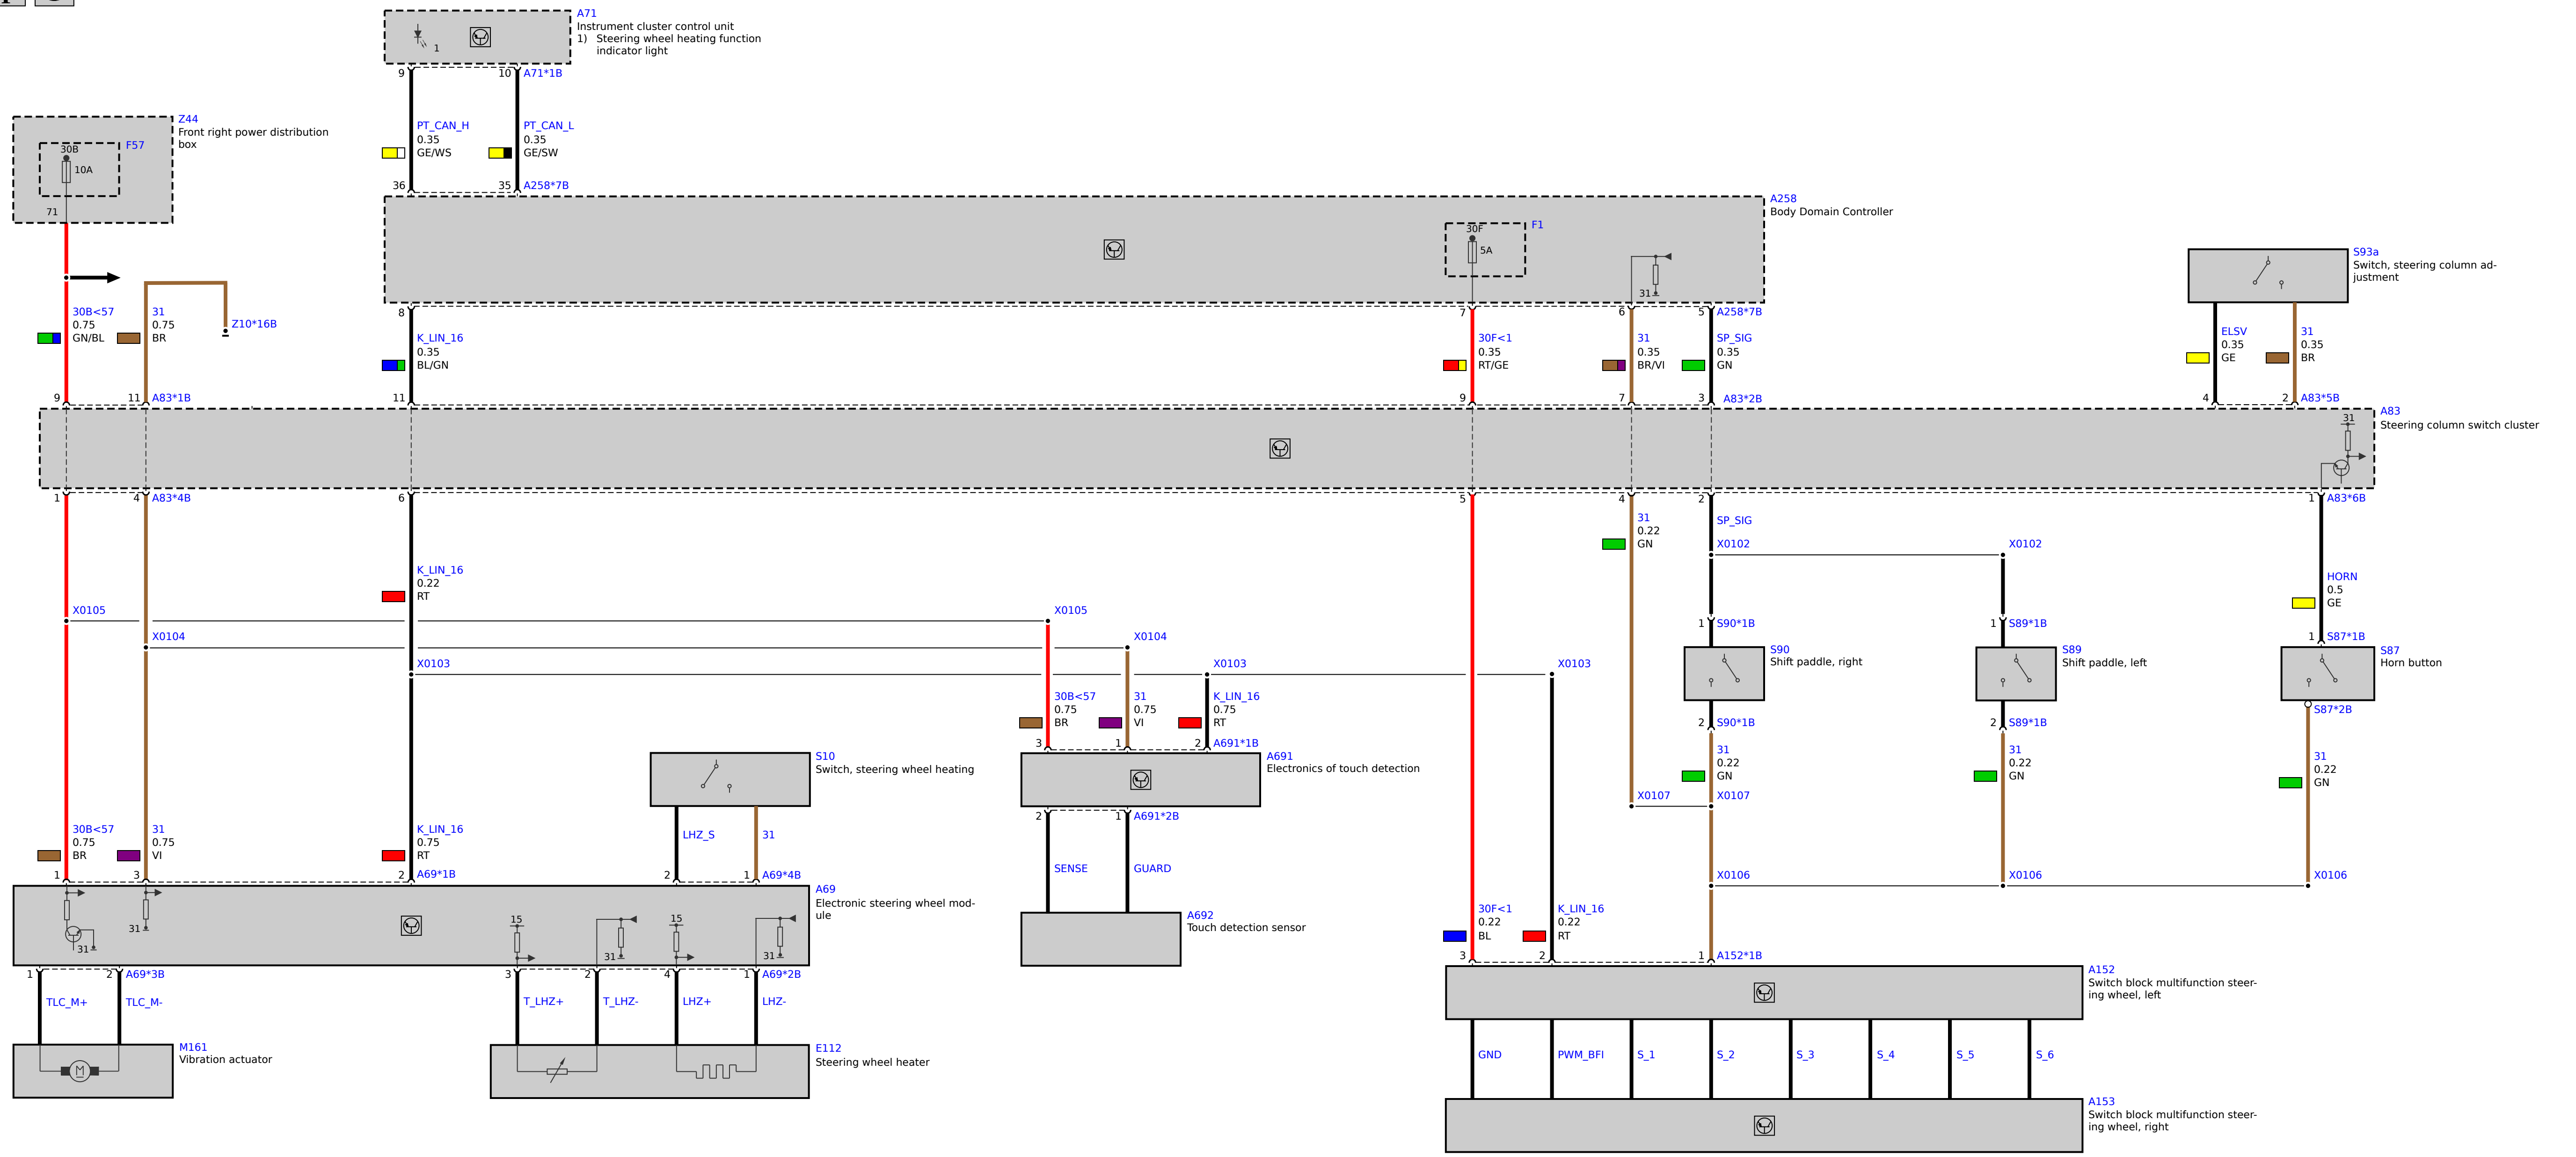 A71
Instrument cluster control unit
1) Steering wheel heating function
indicator light
1
9
10
A71*1B
PT_CAN_H
0.35
GE/WS
PT_CAN_L
0.35
GE/SW
36
35
A258*7B
Z44
Front right power distribution
box
F57
30B
10A
71
A258
Body Domain Controller
F1
30F
5A
31
S93a
Switch, steering column ad-
justment
30B<57
0.75
GN/BL
31
0.75
BR
Z10*16B
8
K_LIN_16
0.35
BL/GN
7
6
5
A258*7B
30F<1
0.35
RT/GE
31
0.35
BR/VI
SP_SIG
0.35
GN
ELSV
0.35
GE
31
0.35
BR
9
11
A83*1B
11
9
7
3
A83*2B
4
2
A83*5B
A83
Steering column switch cluster
31
1
4
A83*4B
6
5
4
2
1
A83*6B
31
0.22
GN
SP_SIG
X0102
X0102
K_LIN_16
0.22
RT
HORN
0.5
GE
X0105
X0105
X0104
X0104
X0103
X0103
X0103
1
S90*1B
1
S89*1B
1
S87*1B
S90
Shift paddle, right
S89
Shift paddle, left
S87
Horn button
30B<57
0.75
BR
31
0.75
VI
K_LIN_16
0.75
RT
2
S90*1B
2
S89*1B
S87*2B
3
1
2
A691*1B
S10
Switch, steering wheel heating
A691
Electronics of touch detection
31
0.22
GN
31
0.22
GN
31
0.22
GN
X0107
X0107
2
1
A691*2B
30B<57
0.75
BR
31
0.75
VI
K_LIN_16
0.75
RT
LHZ_S
31
SENSE
GUARD
1
3
2
A69*1B
2
1
A69*4B
X0106
X0106
X0106
A69
Electronic steering wheel mod-
ule
31
31
15
31
15
31
A692
Touch detection sensor
30F<1
0.22
BL
K_LIN_16
0.22
RT
3
2
1
A152*1B
1
2
A69*3B
3
2
4
1
A69*2B
A152
Switch block multifunction steer-
ing wheel, left
TLC_M+
TLC_M-
T_LHZ+
T_LHZ-
LHZ+
LHZ-
M161
Vibration actuator
M
E112
Steering wheel heater
GND
PWM_BFI
S_1
S_2
S_3
S_4
S_5
S_6
A153
Switch block multifunction steer-
ing wheel, right